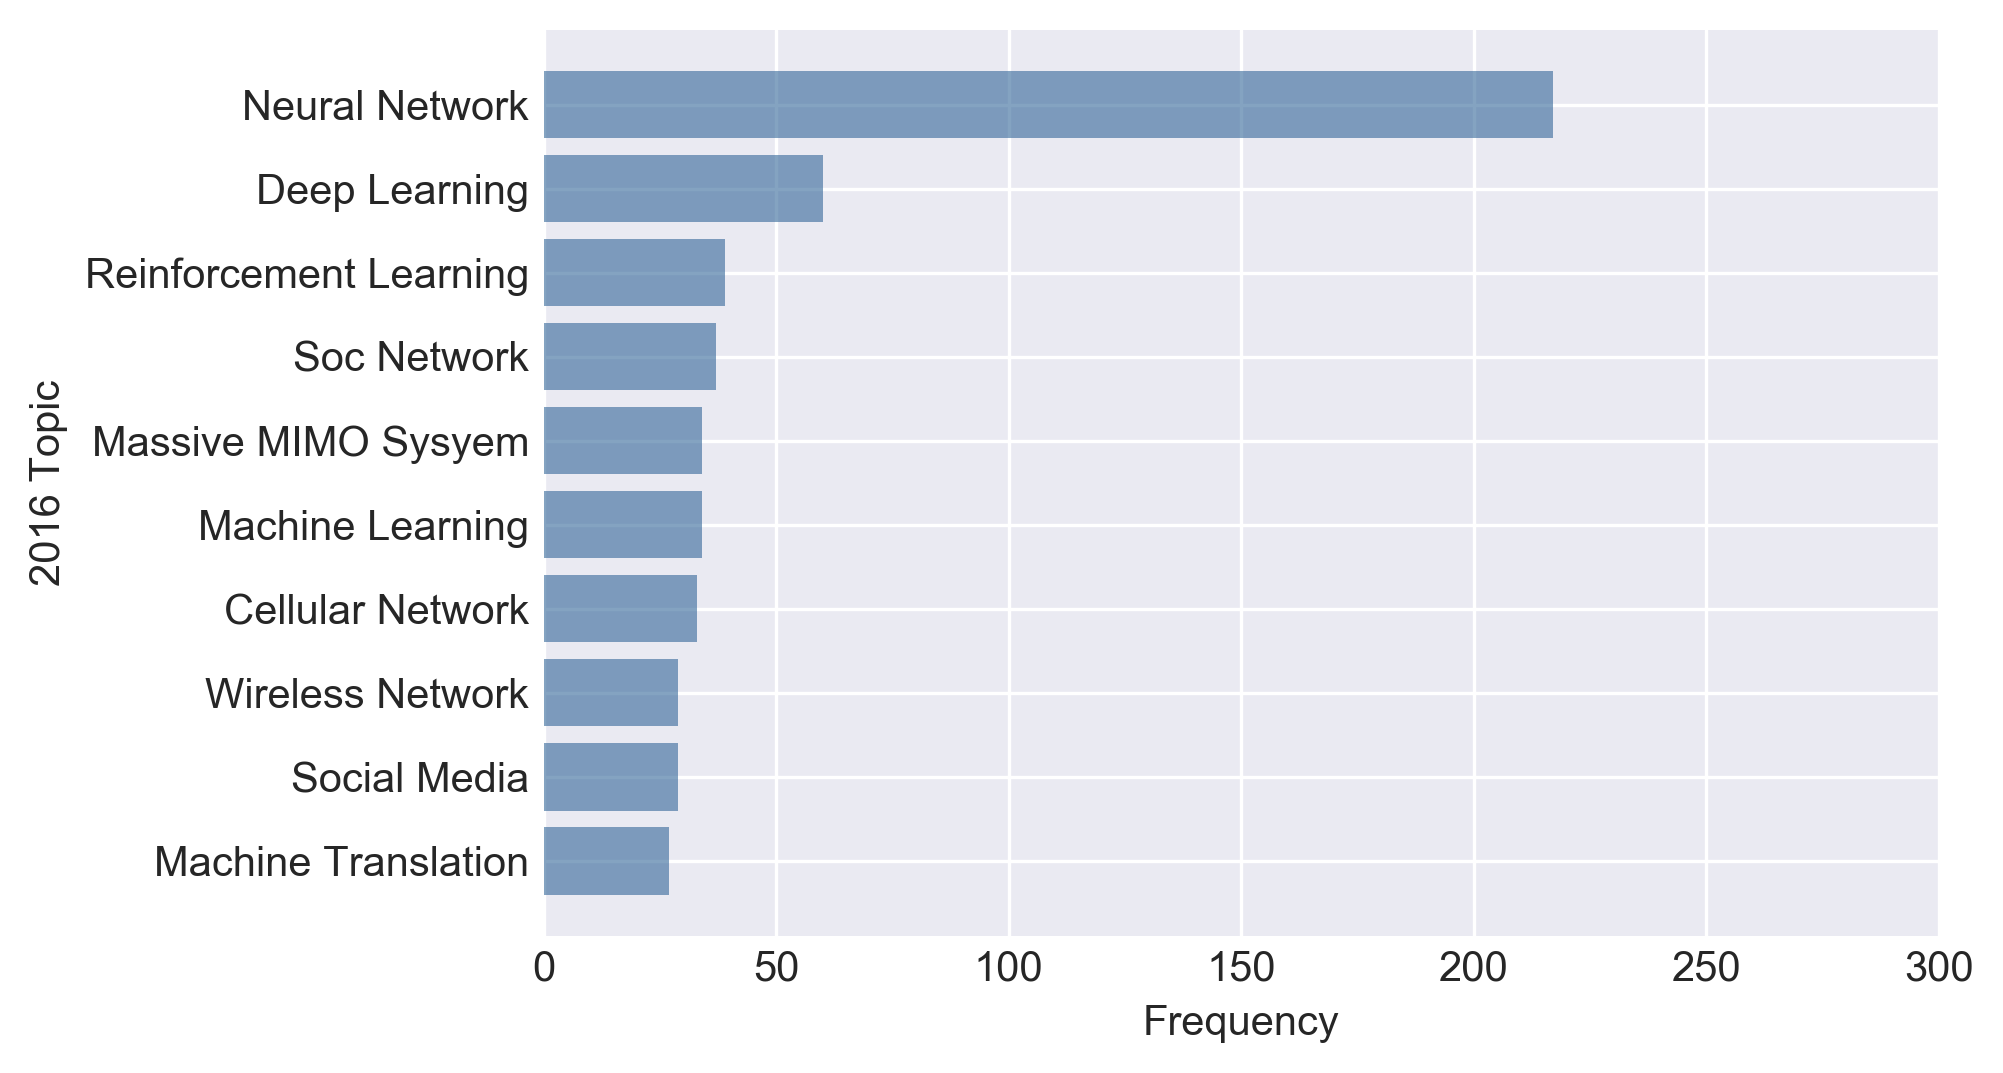 Neural Network
Deep Learning
Reinforcement Learning
Soc Network
Massive MIMO Sysyem
Machine Learning
Cellular Network
Wireless Network
Social Media
Machine Translation
2016 Topic
0 50 100 150 200 250 300
Frequency